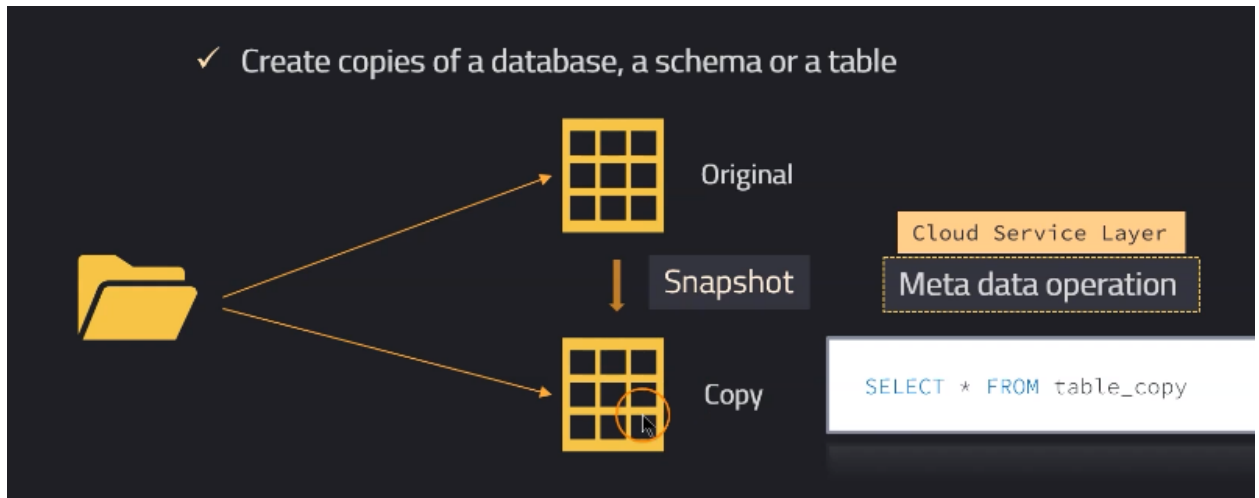 ✓ Create copies of a database, a schema or a table
Original
Cloud Service Layer
Snapshot
Meta data operation
Copy
SELECT * FROM table_copy